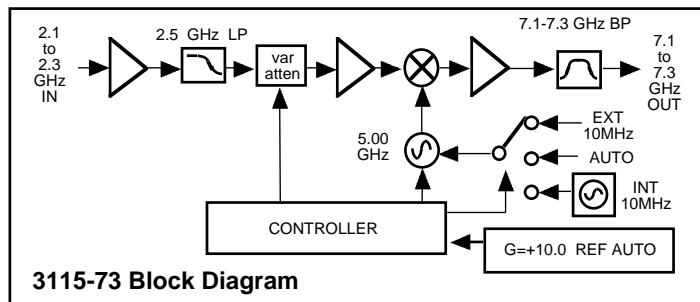 2.1
to
2.3
GHz
IN
2.5 GHz LP
var
atten
7.1-7.3 GHz BP
7.1
to
7.3
GHz
OUT
5.00
GHz
EXT
10MHz
AUTO
INT
10MHz
CONTROLLER
G=+10.0 REF AUTO
3115-73 Block Diagram